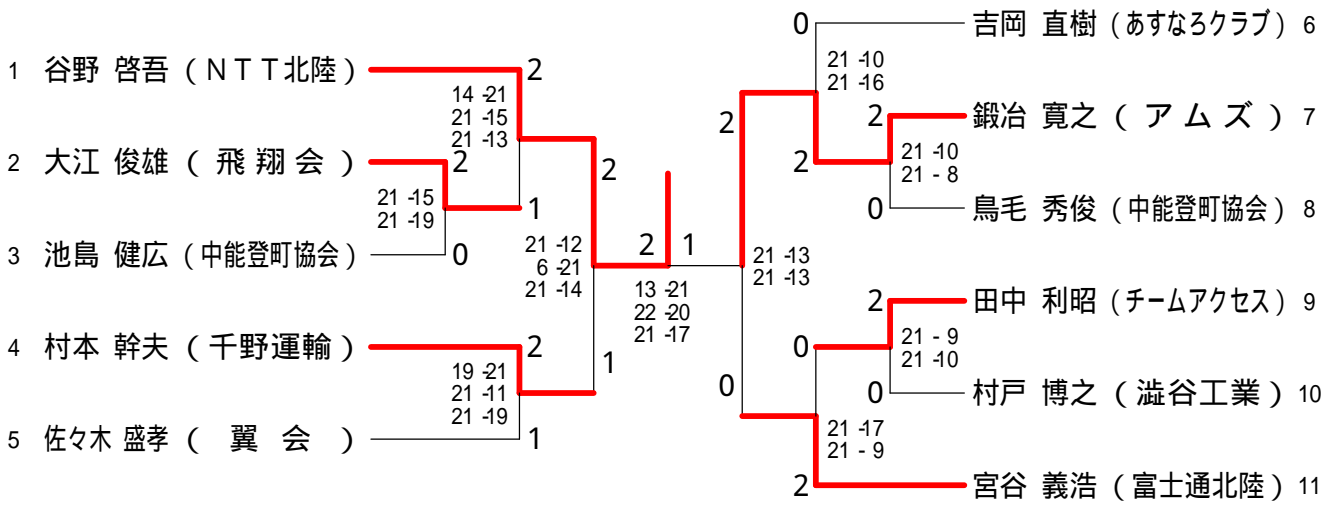 1 谷野 啓吾 ( NTT北陸 )
2 大江 俊雄 ( 飛翔会 )
3 池島 健広 ( 中能登町協会 )
4 村本 幹夫 ( 千野運輸 )
5 佐々木 盛孝 ( 翼会 )
2
14 -21
21 -15
21 -13
2
21 -15
21 -19
0
1
2
21 -12
6 -21
21 -14
1
2
19 -21
21 -11
21 -19
1
2
1
13 -21
22 -20
21 -17
2
21 -13
21 -13
0
0
21 -10
21 -16
2
2
21 -10
21 - 8
0
2
21 - 9
21 -10
0
0
21 -17
21 - 9
2
吉岡 直樹 ( あすなろクラブ ) 6
鍛冶 寛之 ( アムズ ) 7
鳥毛 秀俊 ( 中能登町協会 ) 8
田中 利昭 ( チームアクセス ) 9
村戸 博之 ( 澁谷工業 ) 10
宮谷 義浩 ( 富士通北陸 ) 11